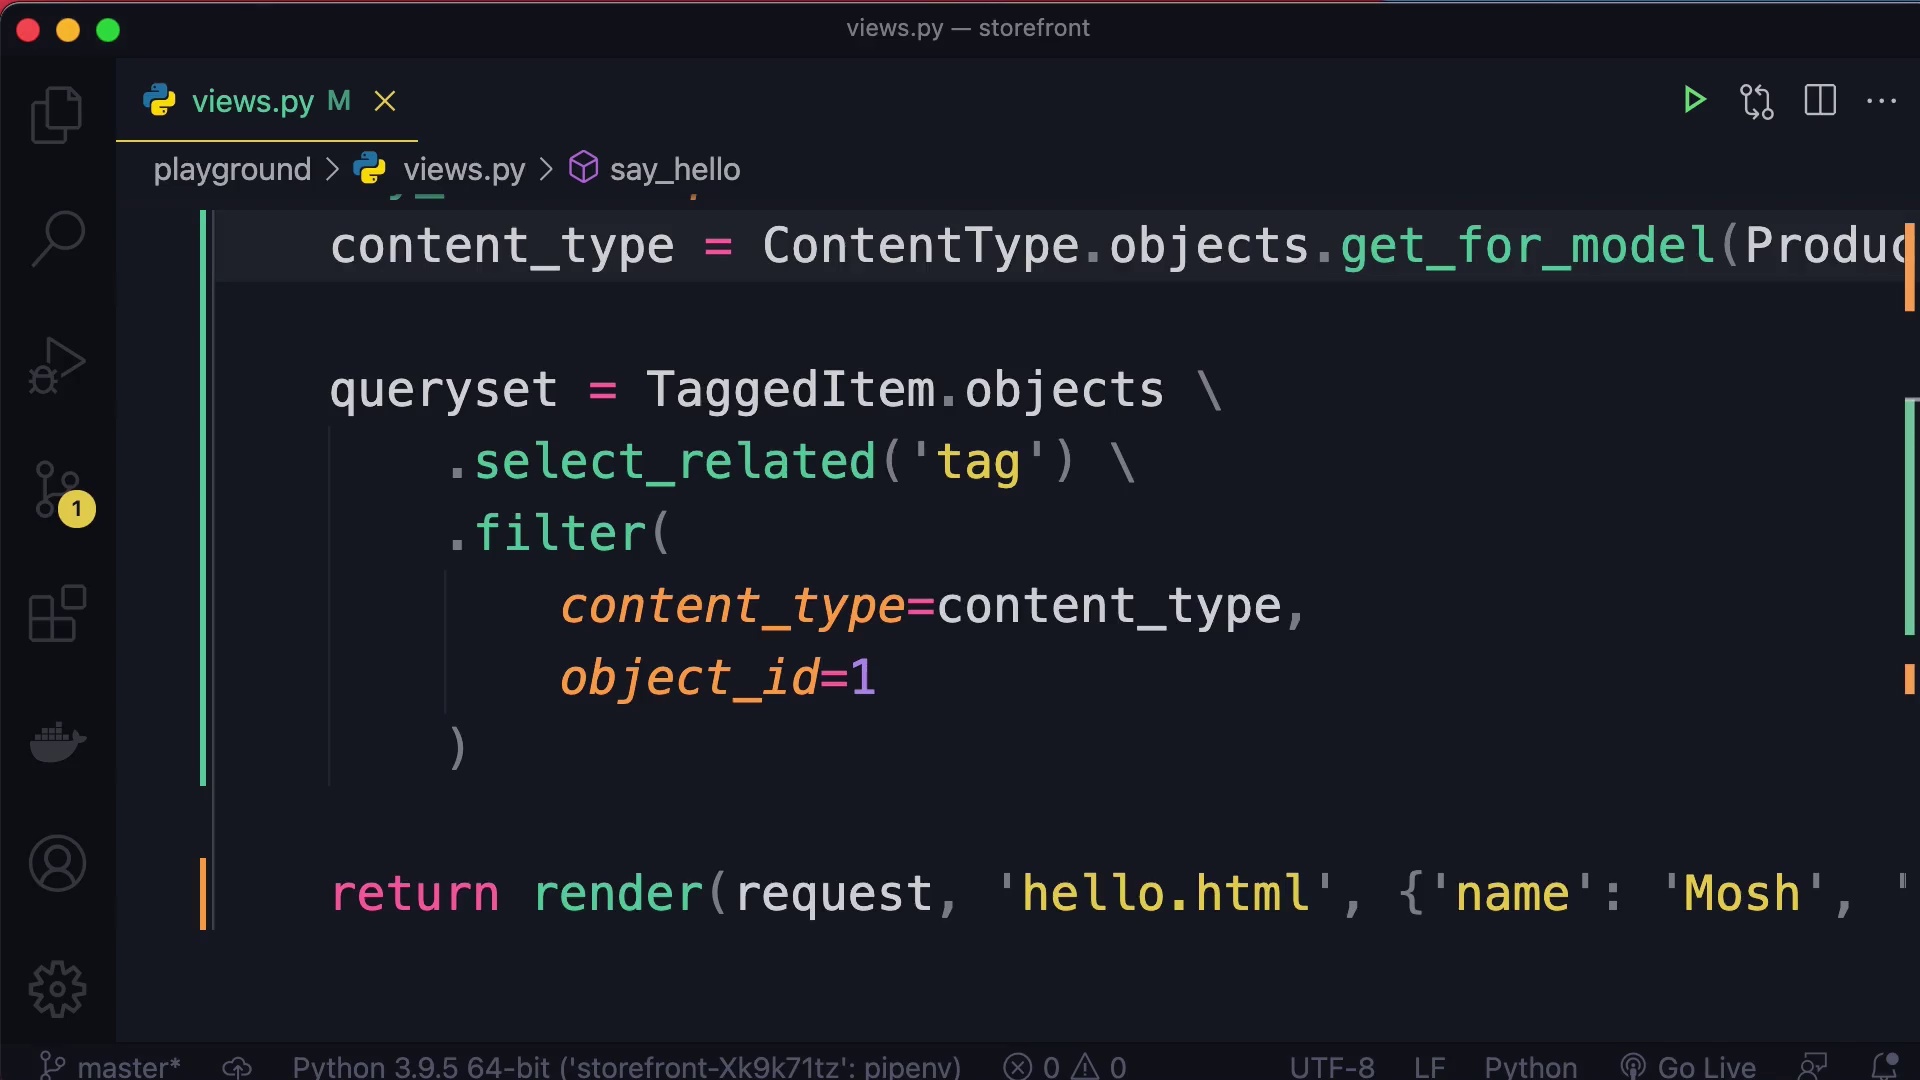 views.py — storefront
views.py M
playground > views.py > say_hello
content_type = ContentType.objects.get_for_model(Produc
queryset = TaggedItem.objects \
.select_related('tag') \
.filter(
content_type=content_type,
object_id=1
)
return render(request, 'hello.html', {'name': 'Mosh', '
1
master* Python 3.9.5 64-bit ('storefront-Xk9k71tz': pipenv) 0 0 UTF-8 LF Python Go Live